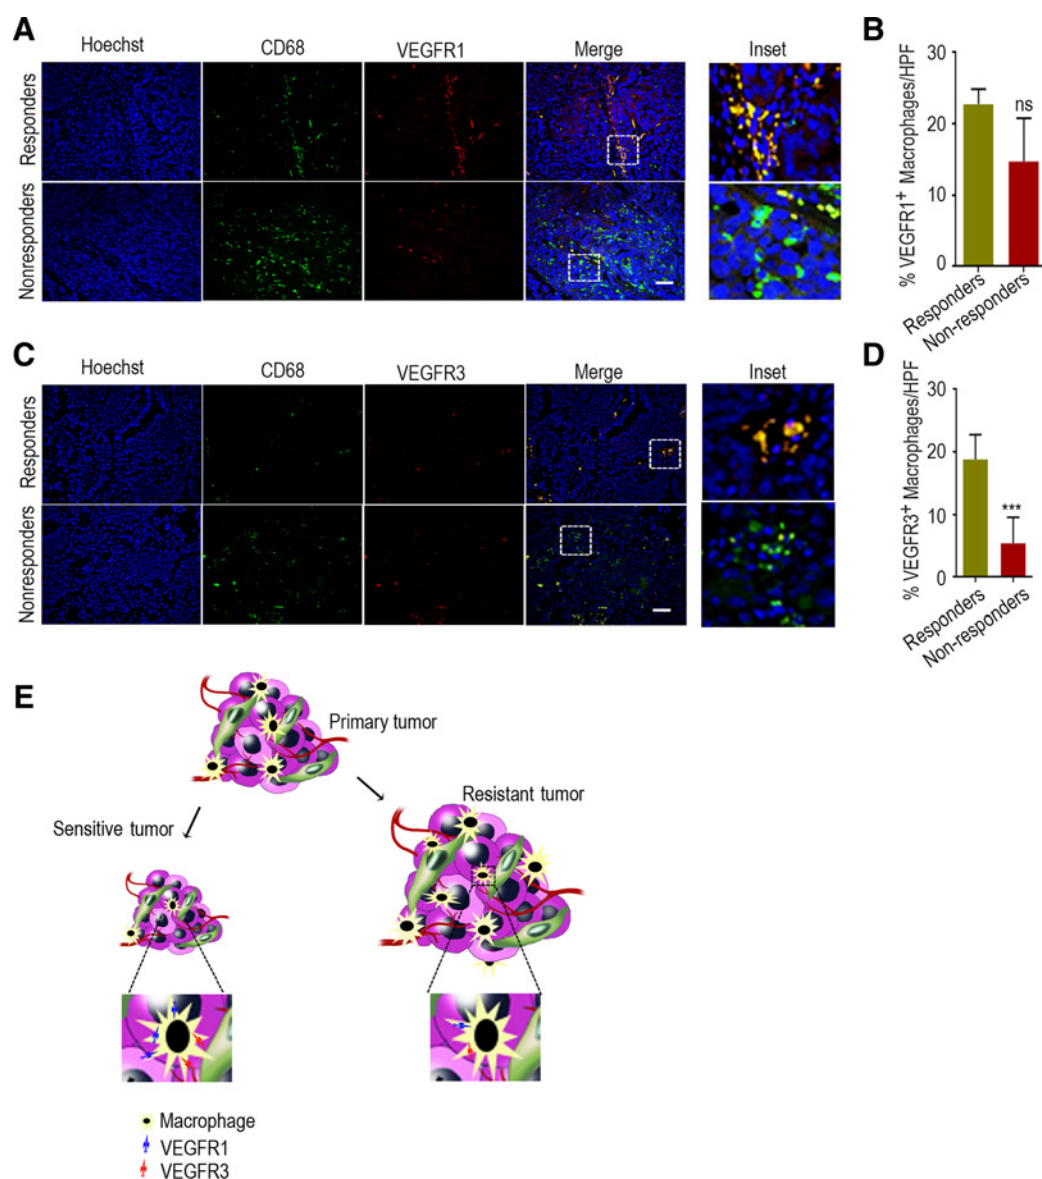 A
Hoechst
CD68
VEGFR1
Merge
Inset
Responders
Nonresponders
B
% VEGFR1+ Macrophages/HPF
30
20
10
0
ns
Responders
Non-responders
C
Hoechst
CD68
VEGFR3
Merge
Inset
Responders
Nonresponders
D
% VEGFR3+ Macrophages/HPF
30
20
10
0
***
Responders
Non-responders
E
Primary tumor
Sensitive tumor
Resistant tumor
Macrophage
VEGFR1
VEGFR3